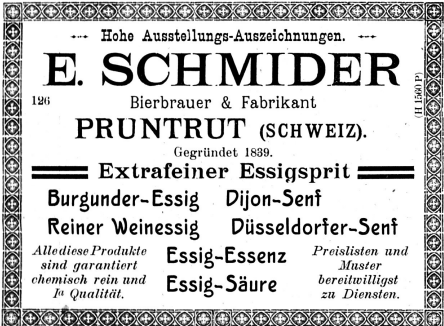 Hohe Ausstellungs-Auszeichnungen.
E. SCHMIDER
126
Bierbrauer & Fabrikant
(H 1560 P)
PRUNTRUT (SCHWEIZ).
Gegründet 1839.
Extrafeiner Essigsprit
Burgunder-Essig Dijon-Senf
Reiner Weinessig Düsseldorfer-Senf
Alle diese Produkte
sind garantiert
chemisch rein und
Iª Qualität.
Essig-Essenz
Essig-Säure
Preislisten und
Muster
bereitwilligst
zu Diensten.